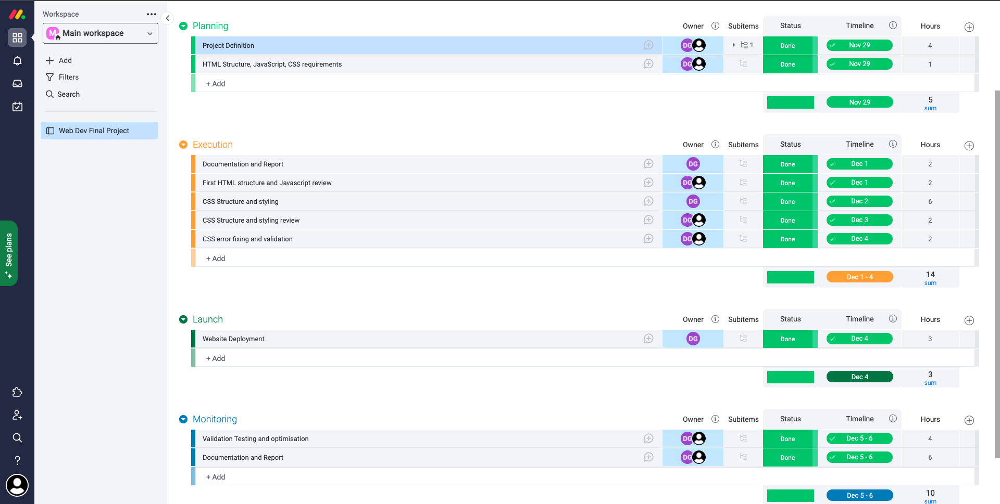 Workspace
M Main workspace
Add
Filters
Search
Web Dev Final Project
See plans
Planning Owner Subitems Status Timeline Hours
Project Definition DG 1 Done Nov 29 4
HTML Structure, JavaScript, CSS requirements DG Done Nov 29 1
+ Add
Nov 29 5
sum
Execution Owner Subitems Status Timeline Hours
Documentation and Report DG Done Dec 1 2
First HTML structure and Javascript review DG Done Dec 1 2
CSS Structure and styling DG Done Dec 2 6
CSS Structure and styling review DG Done Dec 3 2
CSS error fixing and validation DG Done Dec 4 2
+ Add
Dec 1 - 4 14
sum
Launch Owner Subitems Status Timeline Hours
Website Deployment DG Done Dec 4 3
+ Add
Dec 4 3
sum
Monitoring Owner Subitems Status Timeline Hours
Validation Testing and optimisation DG Done Dec 5 - 6 4
Documentation and Report DG Done Dec 5 - 6 6
+ Add
Dec 5 - 6 10
sum